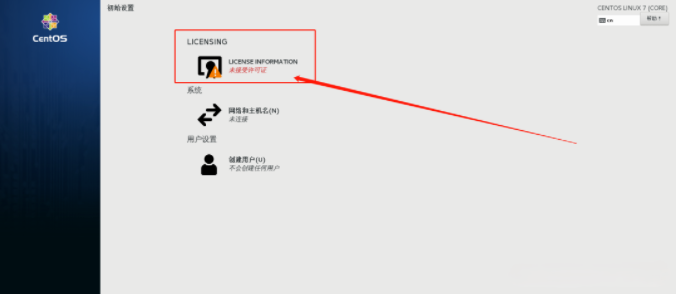 初始设置
CENTOS LINUX 7 (CORE)
cn
帮助!
CentOS
LICENSING
LICENSE INFORMATION
未接受许可证
系统
网络和主机名(N)
未连接
用户设置
创建用户(U)
不会创建任何用户